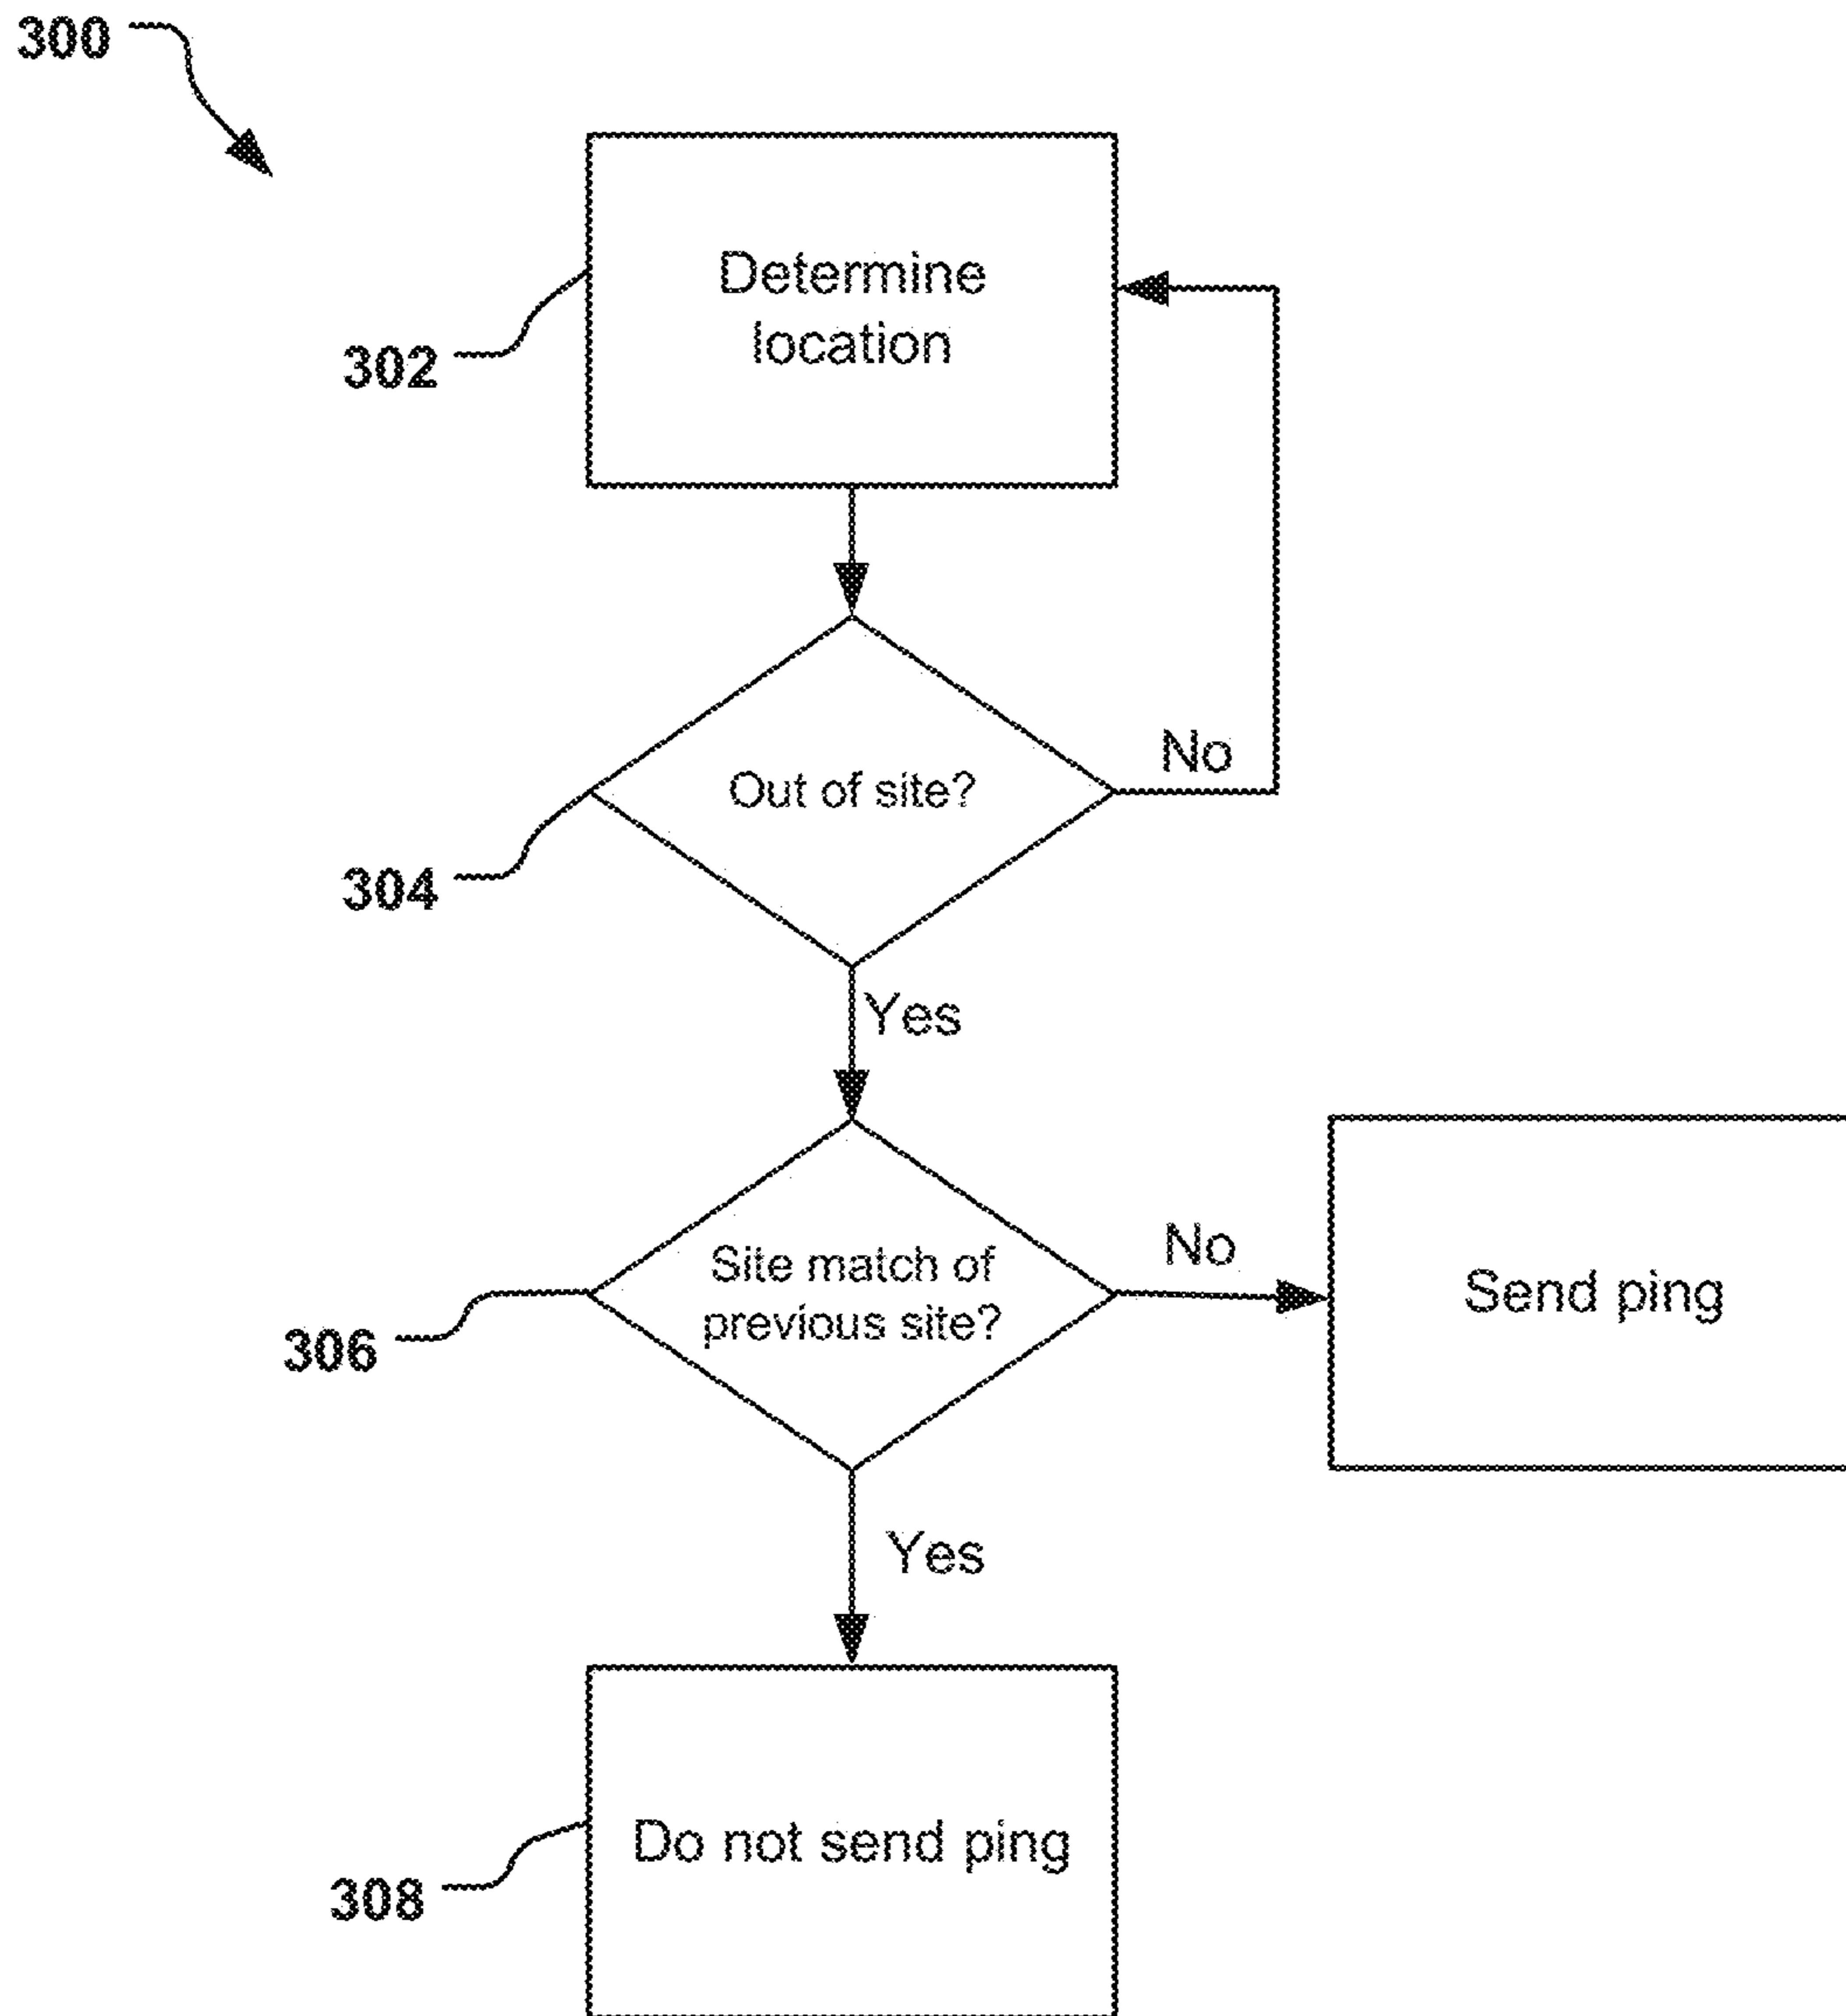 300
Determine
location
302
No
Out of site?
304
Yes
Site match of
previous site?
No
Send ping
306
Yes
Do not send ping
308